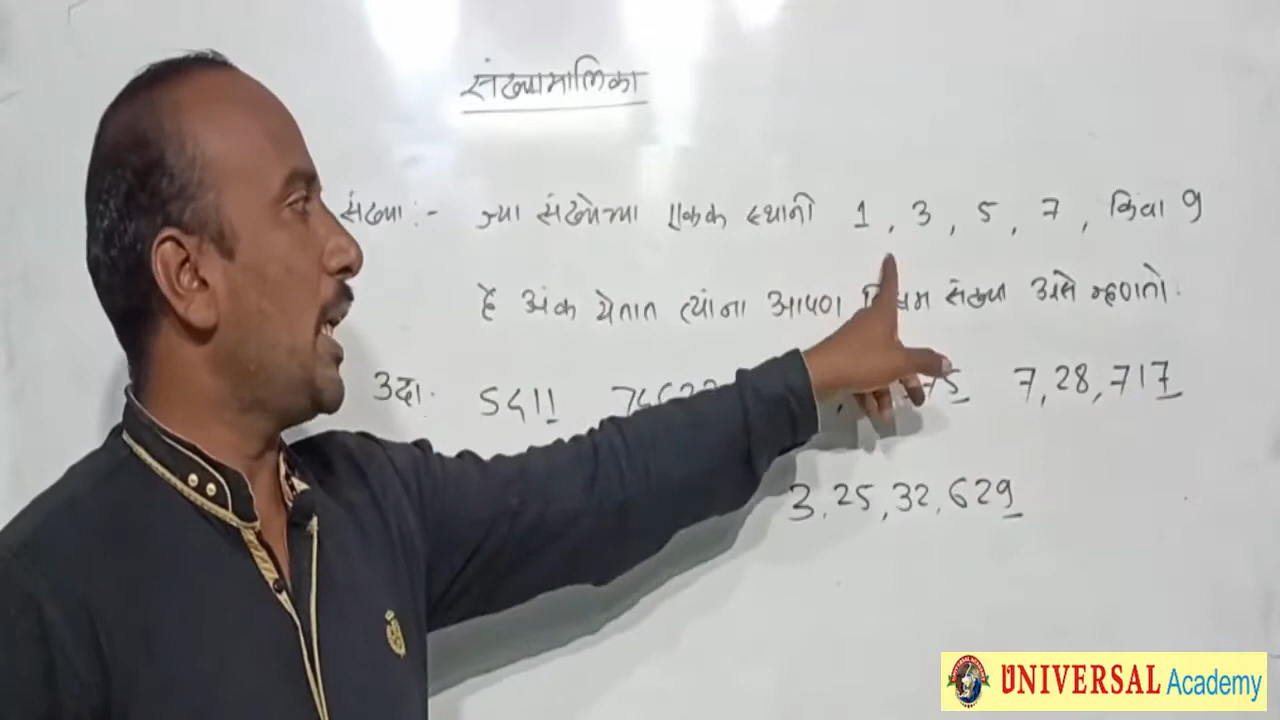 संख्यामालिका
संख्या :- ज्या संख्येच्या एकक स्थानी 1, 3, 5, 7, किंवा 9
हे अंक येतात त्यांना आपण विषम संख्या असे म्हणतो.
उदा. 5411 75 7,28,717
3,25,32,629
UNIVERSAL Academy